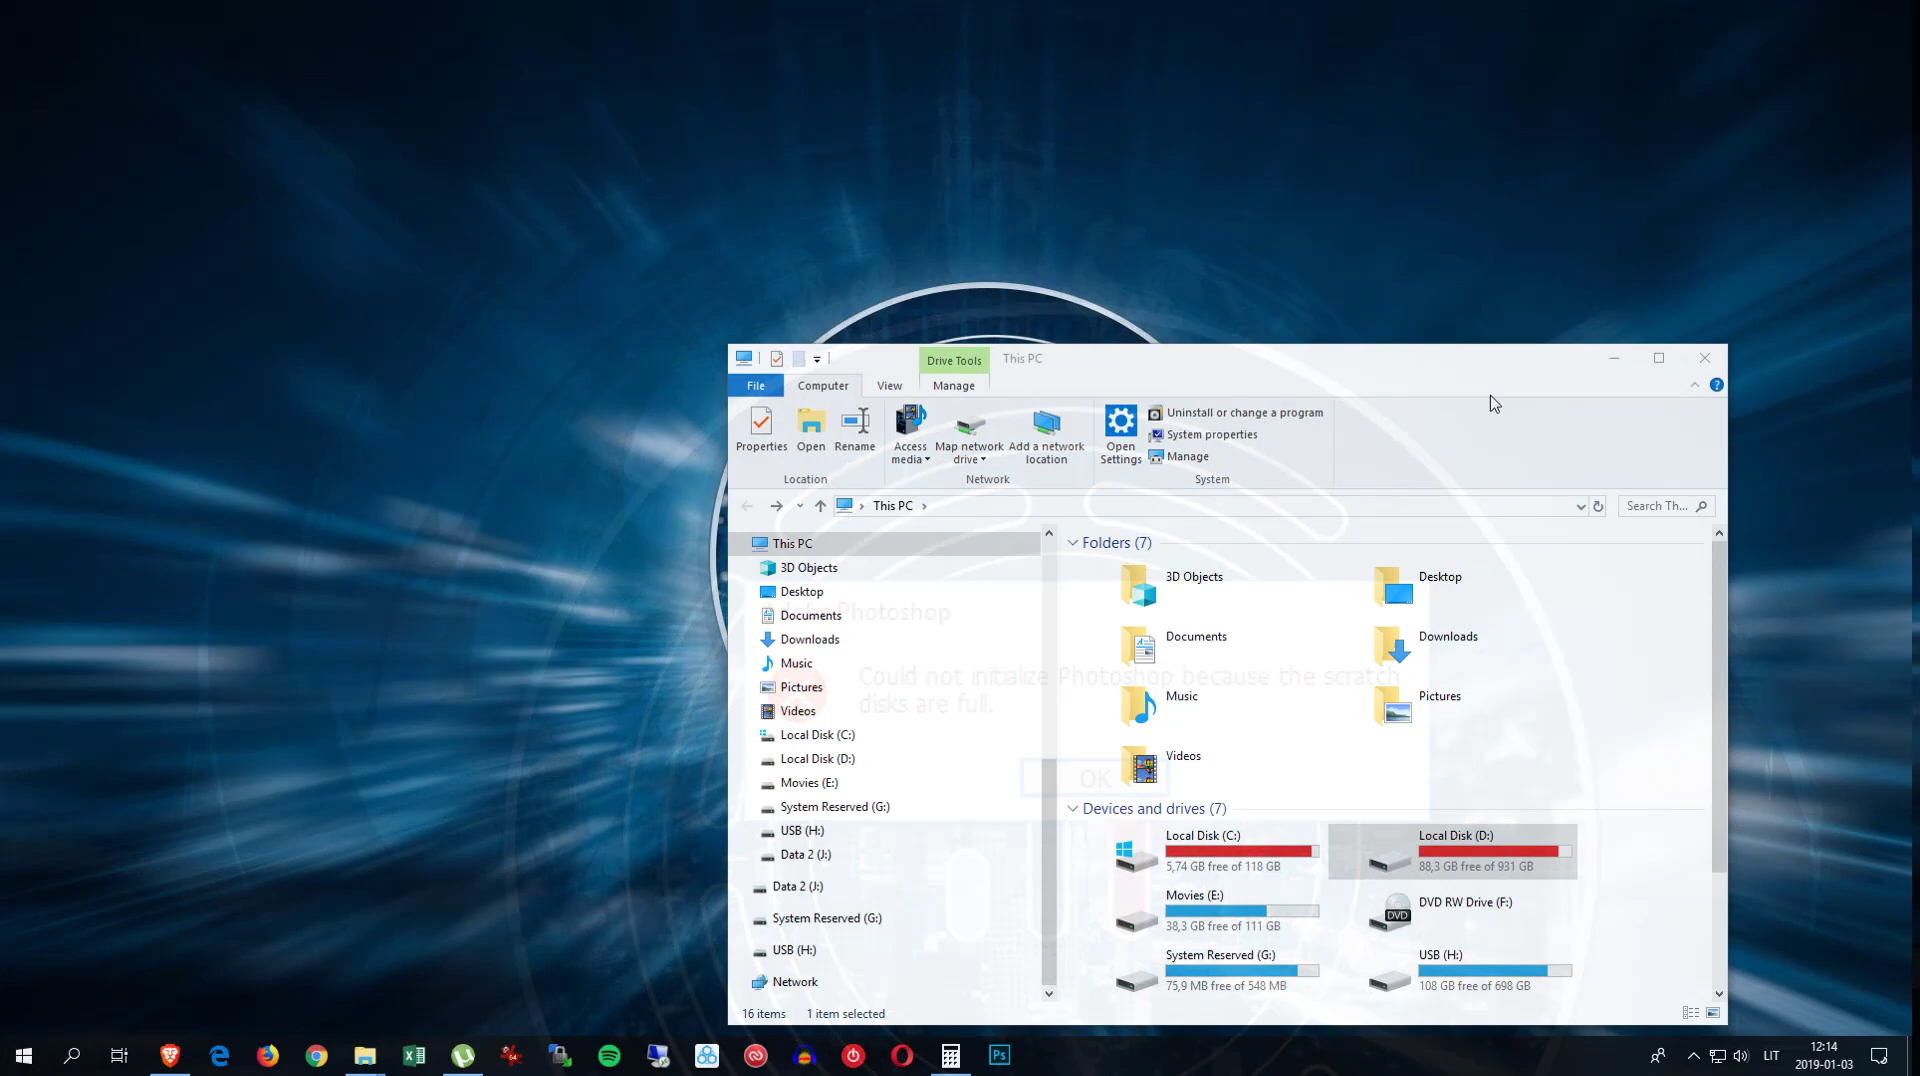 Drive Tools
This PC
File
Computer
View
Manage
Properties
Open
Rename
Access
media
Map network
drive
Add a network
location
Open
Settings
Uninstall or change a program
System properties
Manage
Location
Network
System
This PC
Search Th...
This PC
3D Objects
Desktop
Documents
Downloads
Music
Pictures
Videos
Local Disk (C:)
Local Disk (D:)
Movies (E:)
System Reserved (G:)
USB (H:)
Data 2 (J:)
Data 2 (J:)
System Reserved (G:)
USB (H:)
Network
Folders (7)
3D Objects
Desktop
Documents
Downloads
Music
Pictures
Videos
Photoshop
Could not initialize Photoshop because the scratch
disks are full.
OK
Devices and drives (7)
Local Disk (C:)
5,74 GB free of 118 GB
Local Disk (D:)
88,3 GB free of 931 GB
Movies (E:)
38,3 GB free of 111 GB
DVD
DVD RW Drive (F:)
System Reserved (G:)
75,9 MB free of 548 MB
USB (H:)
108 GB free of 698 GB
16 items
1 item selected
Ps
LIT
12:14
2019-01-03